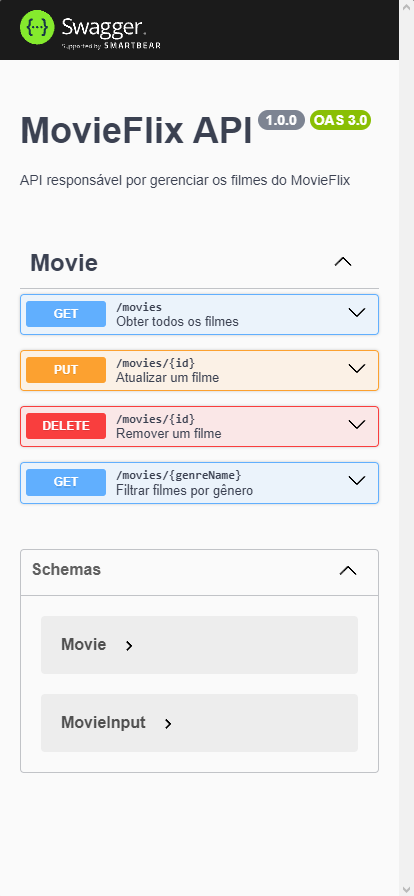 Swagger.
Supported by SMARTBEAR
MovieFlix API 1.0.0 OAS 3.0
API responsável por gerenciar os filmes do MovieFlix
Movie
GET /movies
Obter todos os filmes
PUT /movies/{id}
Atualizar um filme
DELETE /movies/{id}
Remover um filme
GET /movies/{genreName}
Filtrar filmes por gênero
Schemas
Movie
MovieInput